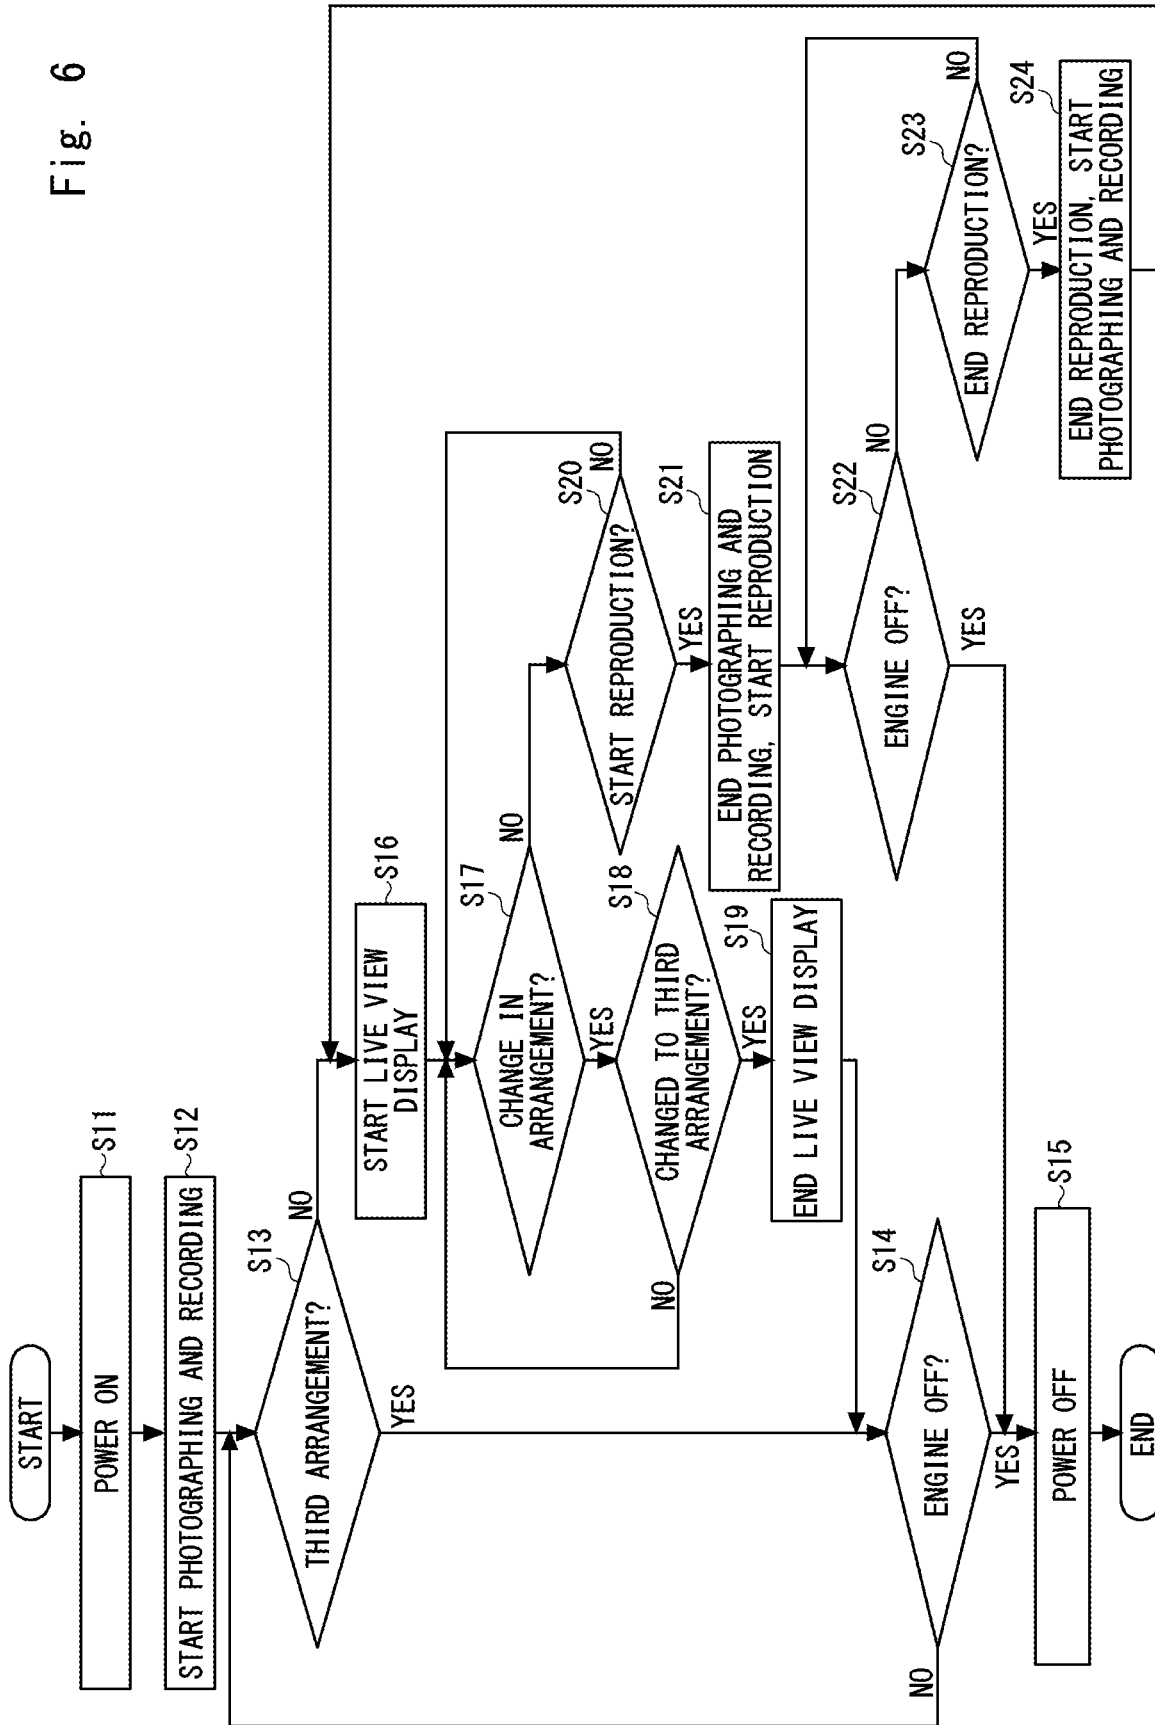 Fig. 6
START
POWER ON
S11
START PHOTOGRAPHING AND RECORDING
S12
THIRD ARRANGEMENT?
S13
NO
YES
START LIVE VIEW
DISPLAY
S16
CHANGE IN
ARRANGEMENT?
S17
NO
YES
CHANGED TO THIRD
ARRANGEMENT?
S18
NO
YES
END LIVE VIEW DISPLAY
S19
START REPRODUCTION?
S20
NO
YES
END PHOTOGRAPHING AND
RECORDING, START REPRODUCTION
S21
ENGINE OFF?
S22
NO
YES
END REPRODUCTION?
S23
NO
YES
END REPRODUCTION, START
PHOTOGRAPHING AND RECORDING
S24
ENGINE OFF?
S14
NO
YES
POWER OFF
S15
END